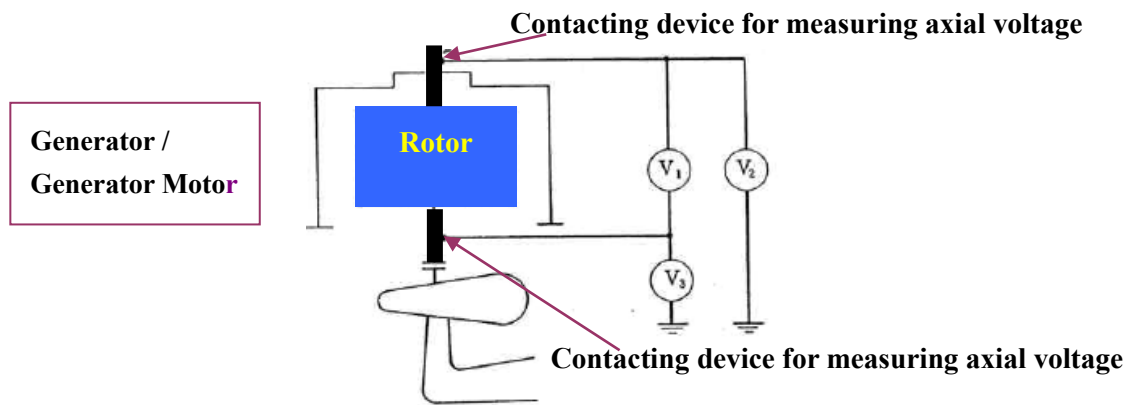 Contacting device for measuring axial voltage
Generator /
Generator Motor
Rotor
V₁
V₂
V₃
Contacting device for measuring axial voltage